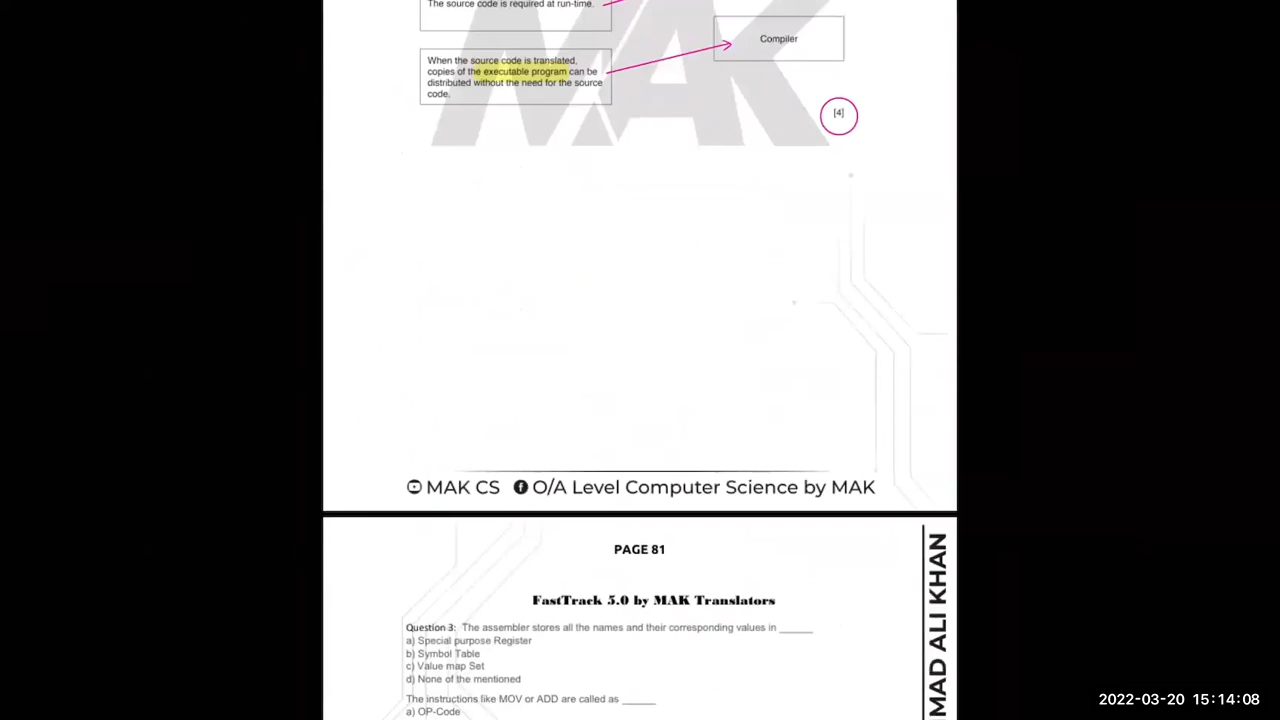 The source code is required at run-time.
Compiler
When the source code is translated,
copies of the executable program can be
distributed without the need for the source
code.
[4]
MAK
MAK CS O/A Level Computer Science by MAK
PAGE 81
FastTrack 5.0 by MAK Translators
Question 3: The assembler stores all the names and their corresponding values in ______
a) Special purpose Register
b) Symbol Table
c) Value map Set
d) None of the mentioned
The instructions like MOV or ADD are called as ______
a) OP-Code
MAD ALI KHAN
2022-03-20 15:14:08